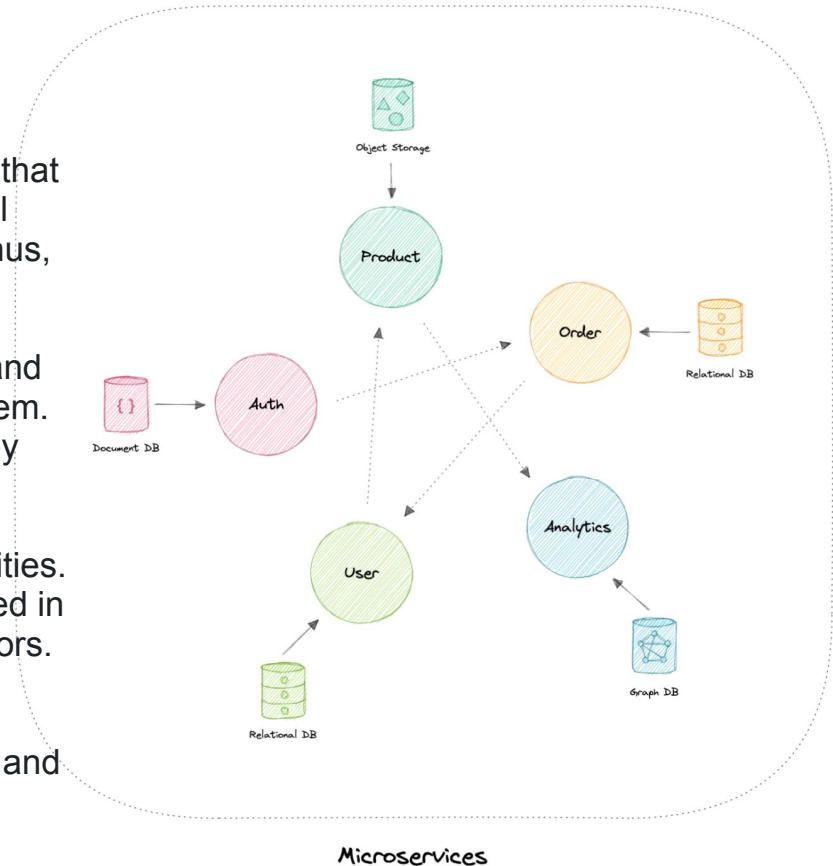 that
l
nus,
and
em.
y
ities.
ed in
ors.
and
Object Storage
Product
Order
Relational DB
Auth
{ }
Document DB
Analytics
User
Graph DB
Relational DB
Microservices